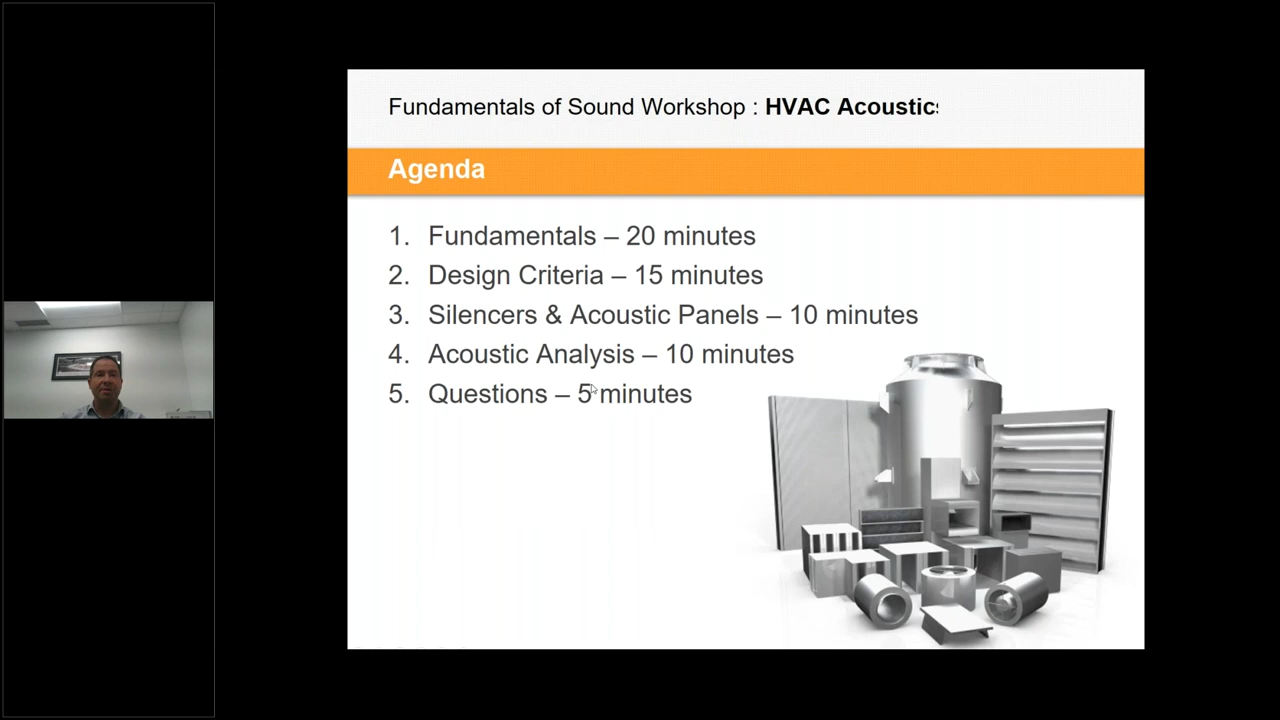 Fundamentals of Sound Workshop : HVAC Acoustics
Agenda
1. Fundamentals – 20 minutes
2. Design Criteria – 15 minutes
3. Silencers & Acoustic Panels – 10 minutes
4. Acoustic Analysis – 10 minutes
5. Questions – 5 minutes